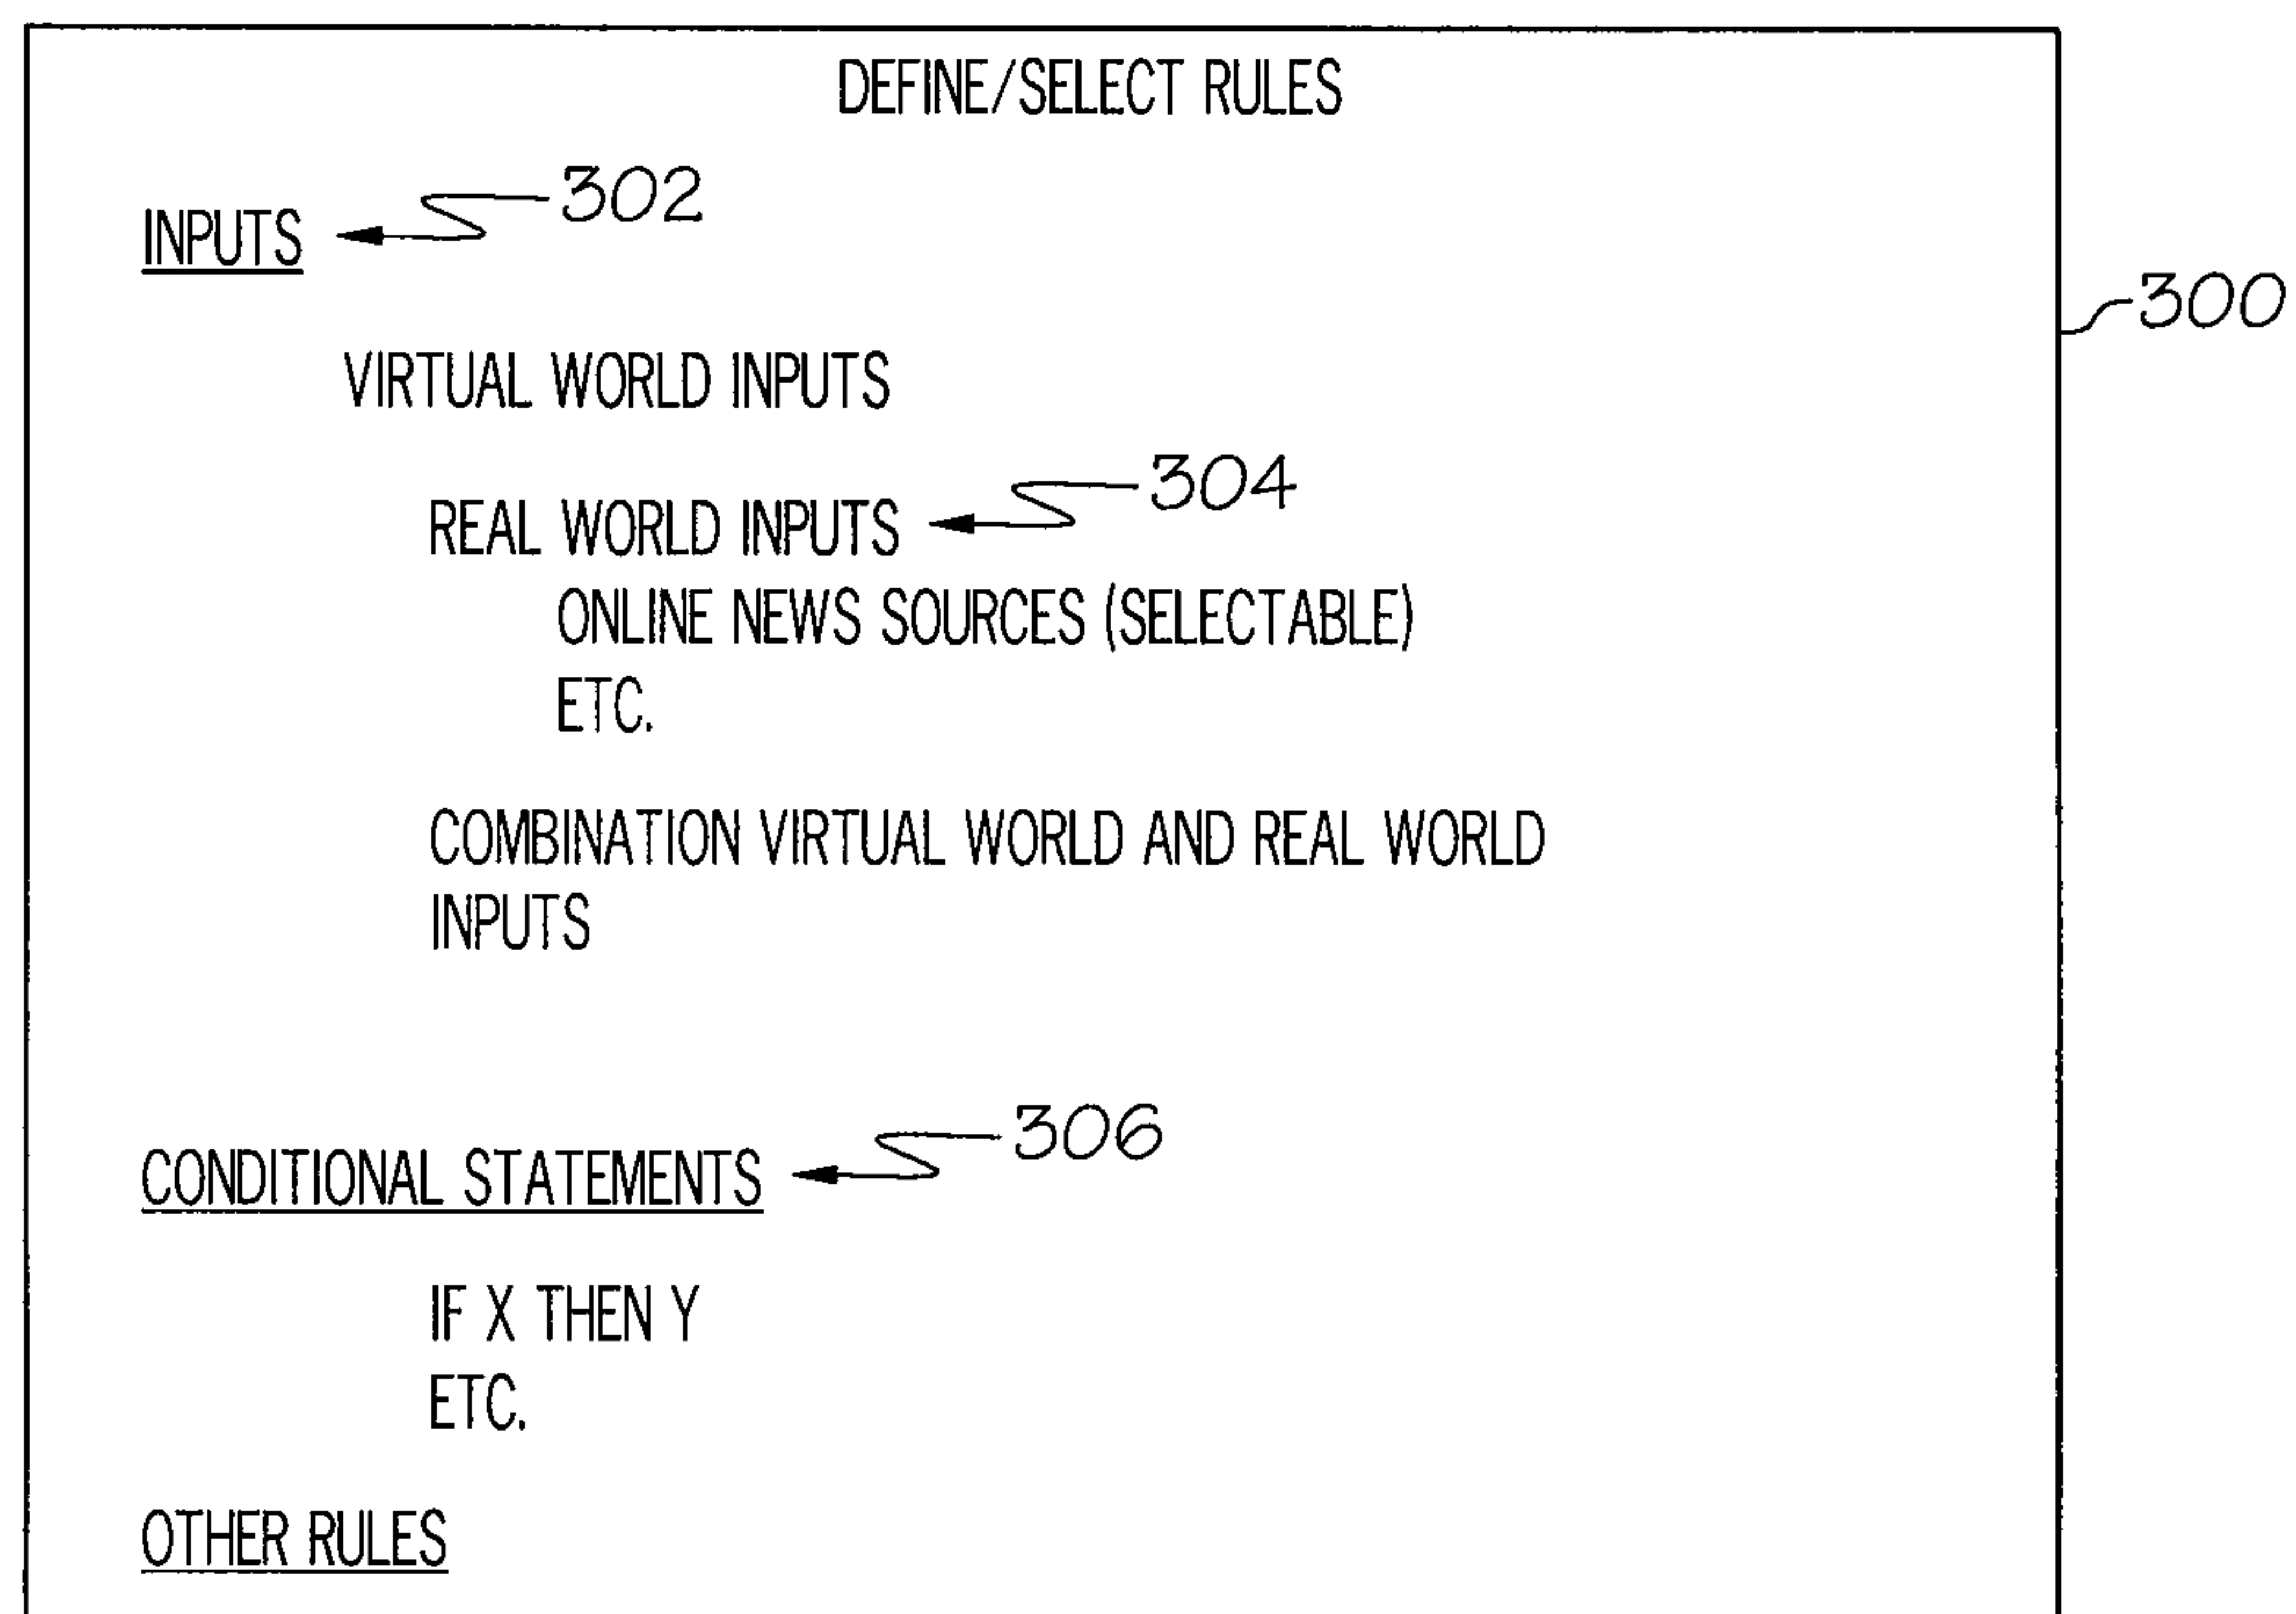 DEFINE/SELECT RULES
INPUTS 302
300
VIRTUAL WORLD INPUTS
REAL WORLD INPUTS 304
ONLINE NEWS SOURCES (SELECTABLE)
ETC.
COMBINATION VIRTUAL WORLD AND REAL WORLD
INPUTS
CONDITIONAL STATEMENTS 306
IF X THEN Y
ETC.
OTHER RULES